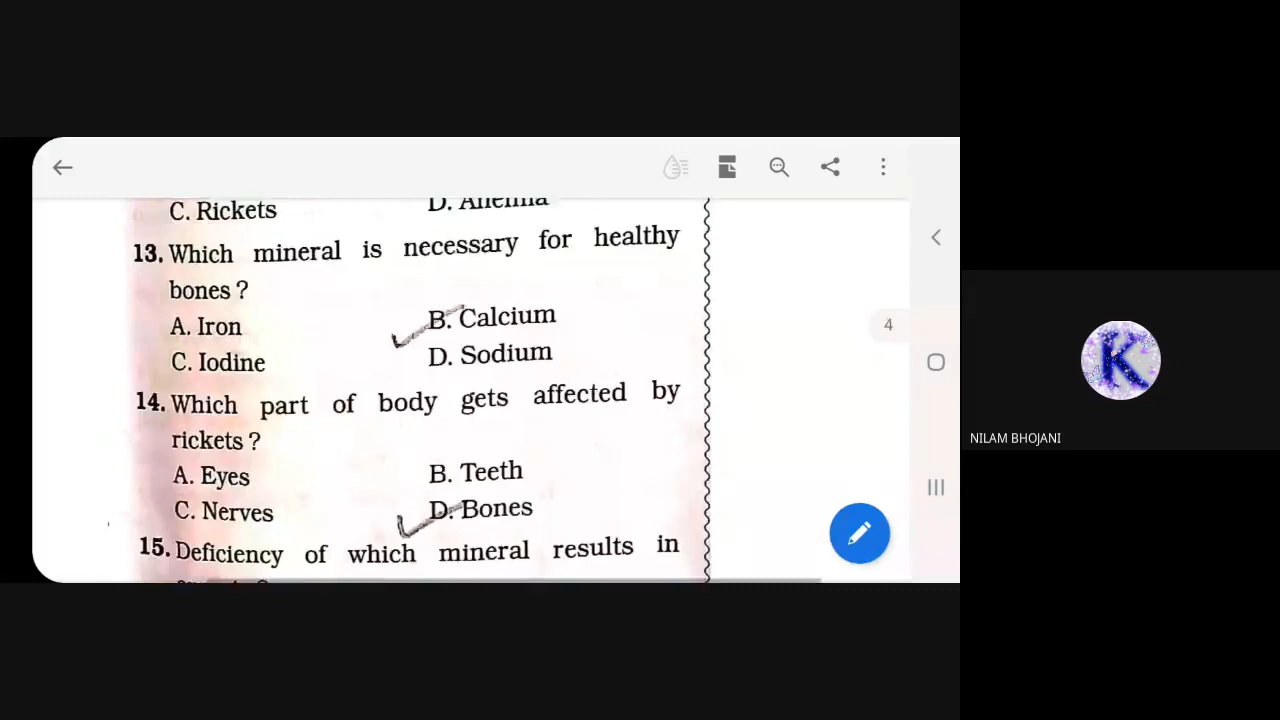 C. Rickets D. Anemia
13. Which mineral is necessary for healthy
bones ?
A. Iron B. Calcium
C. Iodine D. Sodium
4
14. Which part of body gets affected by
rickets ?
A. Eyes B. Teeth
C. Nerves D. Bones
NILAM BHOJANI
15. Deficiency of which mineral results in